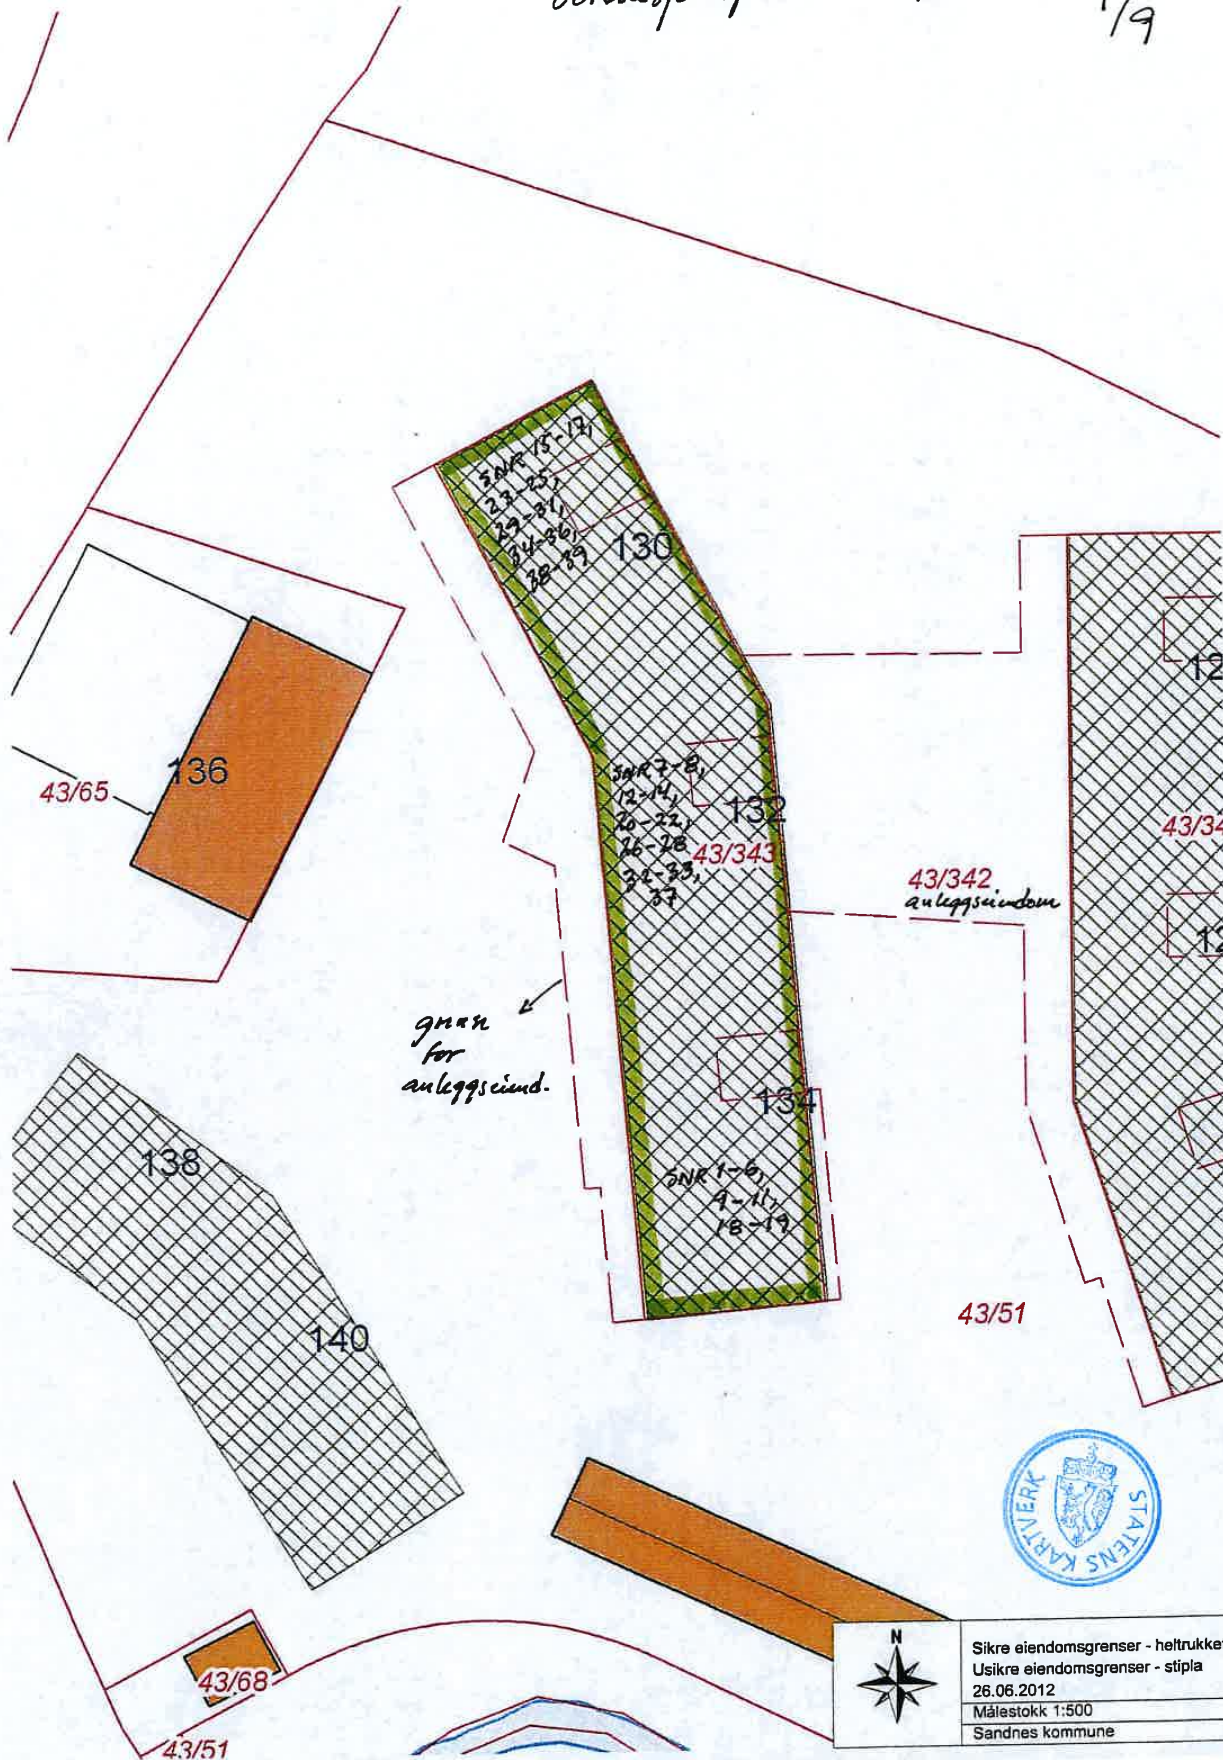 1/9
SNR 15-17,
23-25,
29-31,
34-36,
38-39
130
12
136
43/65
SNR 7-8,
12-14,
20-22,
26-28
32-33,
37
132
43/343
43/34
43/342
anleggseiendom
12
grense
for
anleggseiend.
134
138
SNR 1-6,
9-11,
18-19
43/51
140
STATENS KARTVERK
N
Sikre eiendomsgrenser - heltrukke
Usikre eiendomsgrenser - stipla
26.06.2012
Målestokk 1:500
Sandnes kommune
43/68
43/51